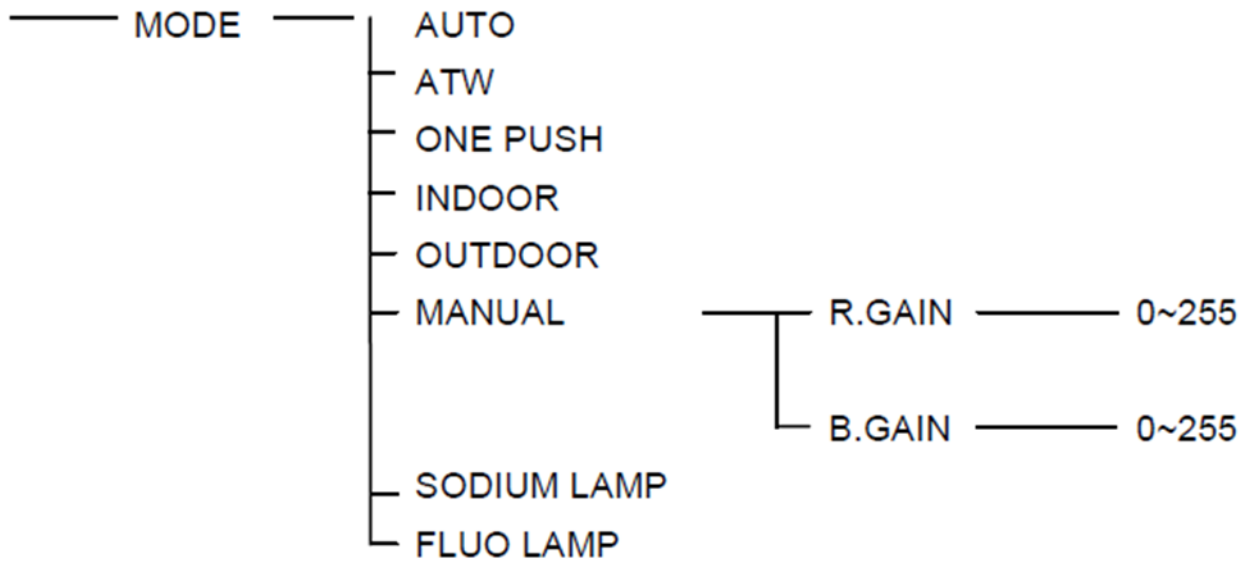 MODE AUTO
ATW
ONE PUSH
INDOOR
OUTDOOR
MANUAL R.GAIN 0~255
B.GAIN 0~255
SODIUM LAMP
FLUO LAMP